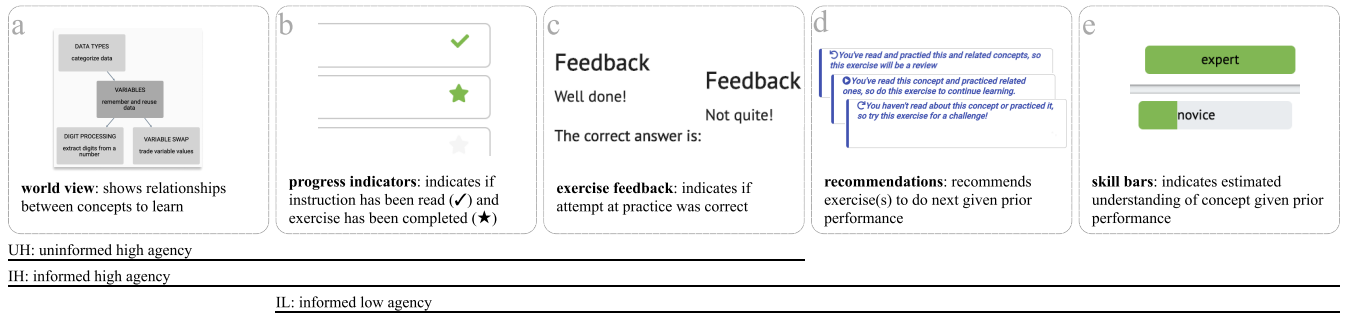 a
DATA TYPES
categorize data
VARIABLES
remember and reuse
data
DIGIT PROCESSING
extract digits from a
number
VARIABLE SWAP
trade variable values
world view: shows relationships
between concepts to learn
b
progress indicators: indicates if
instruction has been read (✓) and
exercise has been completed (★)
c
Feedback
Well done!
The correct answer is:
Feedback
Not quite!
exercise feedback: indicates if
attempt at practice was correct
d
You've read and practied this and related concepts, so
this exercise will be a review
You've read this concept and practiced related
ones, so do this exercise to continue learning.
You haven't read about this concept or practiced it,
so try this exercise for a challenge!
recommendations: recommends
exercise(s) to do next given prior
performance
e
expert
novice
skill bars: indicates estimated
understanding of concept given prior
performance
UH: uninformed high agency
IH: informed high agency
IL: informed low agency